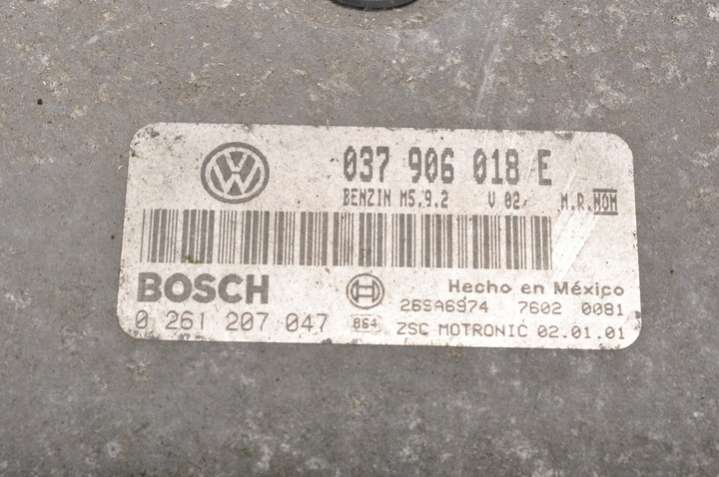 037 906 018 E
BENZIN M5.9.2 V 02 M.R.NOM
BOSCH Hecho en México
26SA6974 7602 0081
0 261 207 047 864 ZSC MOTRONIC 02.01.01